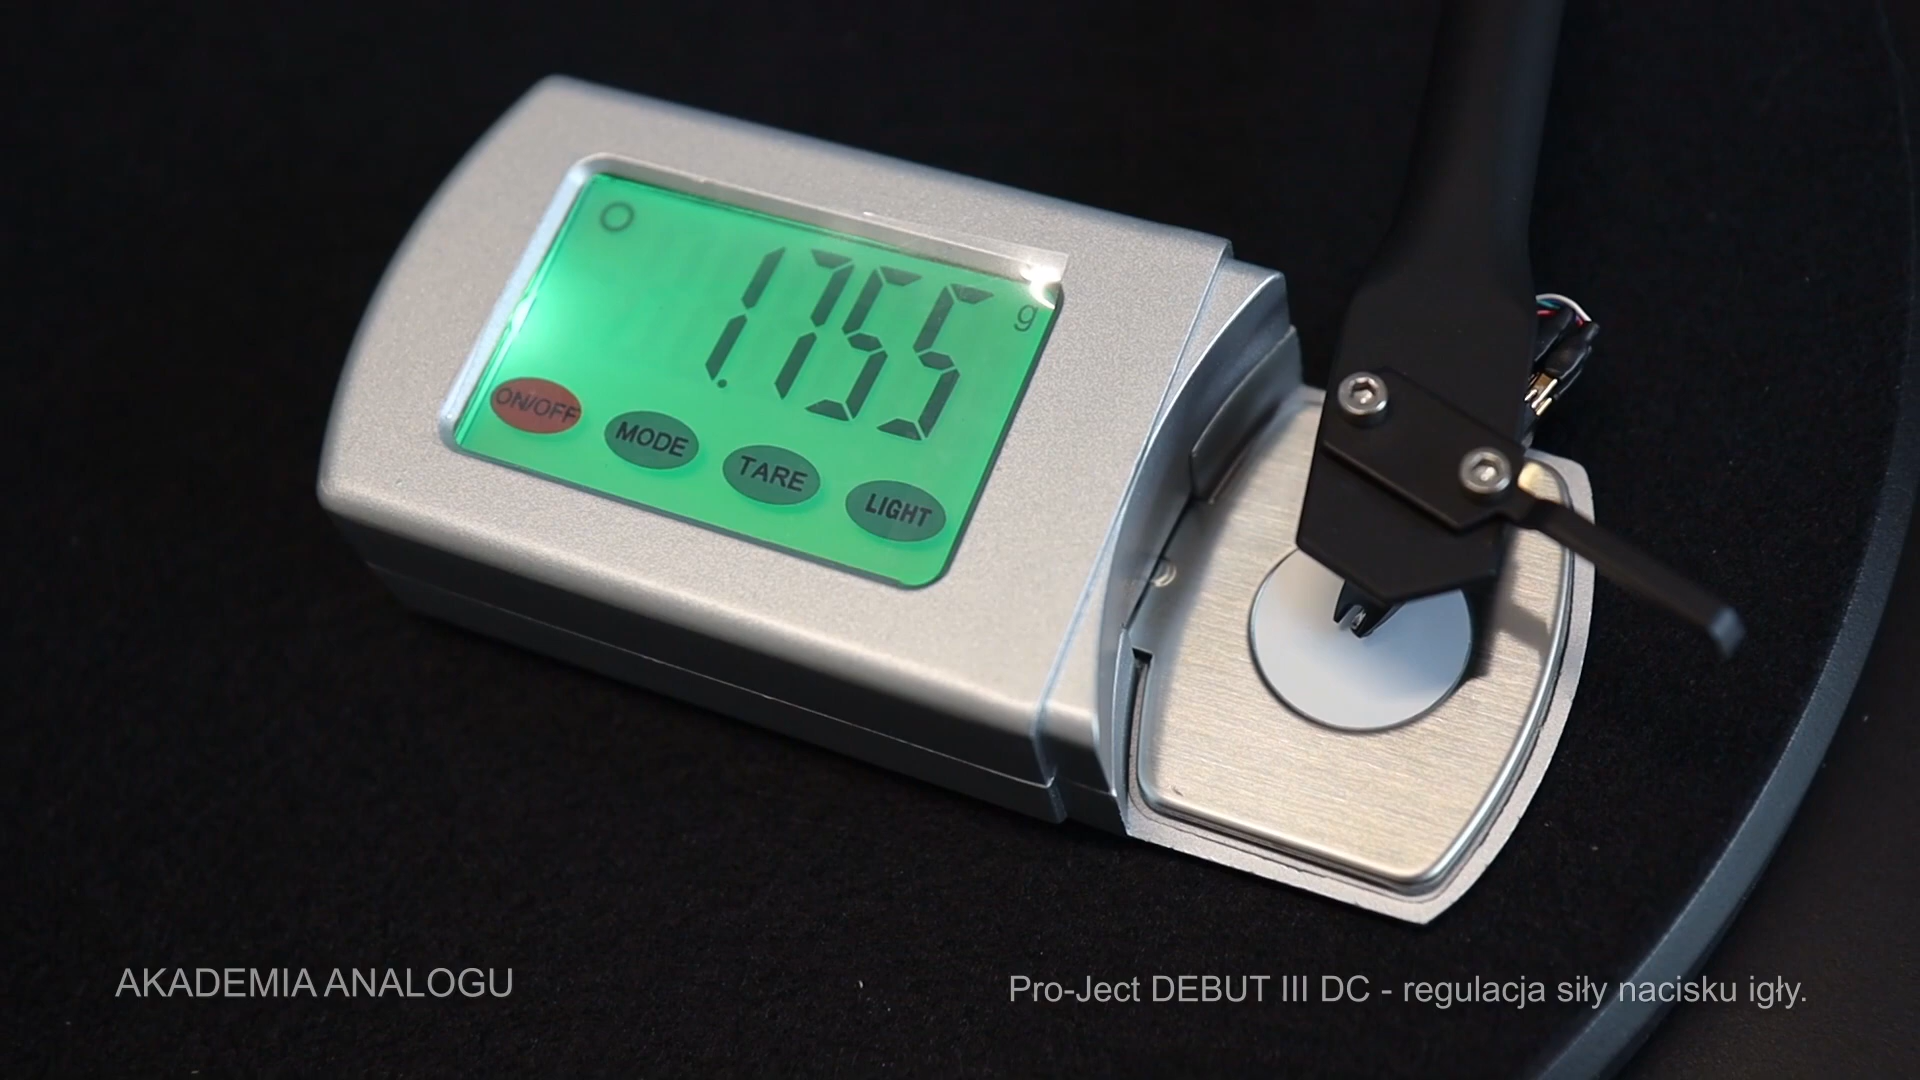 1.755 g
ON/OFF
MODE
TARE
LIGHT
AKADEMIA ANALOGU
Pro-Ject DEBUT III DC - regulacja siły nacisku igły.